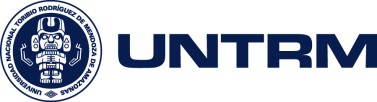 UNIVERSIDAD NACIONAL TORIBIO RODRÍGUEZ DE MENDOZA DE AMAZONAS
UNTRM